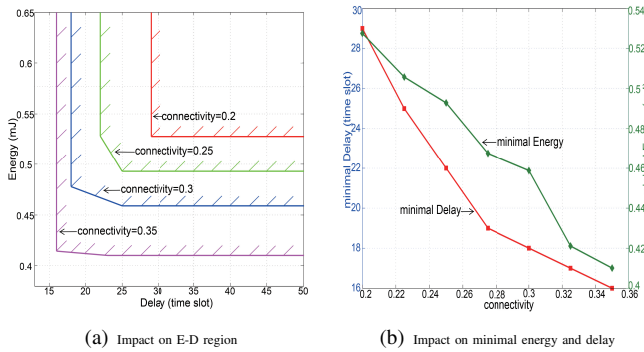 0.65
0.6
0.55
0.5
0.45
0.4
Energy (mJ)
connectivity=0.2
connectivity=0.25
connectivity=0.3
connectivity=0.35
15 20 25 30 35 40 45 50
Delay (time slot)
(a) Impact on E-D region
30
28
26
24
22
20
18
16
minimal Delay (time slot)
minimal Energy
minimal Delay
0.54
0.52
0.5
0.48
0.46
0.44
0.42
0.4
0.2 0.22 0.24 0.26 0.28 0.3 0.32 0.34 0.36
connectivity
(b) Impact on minimal energy and delay